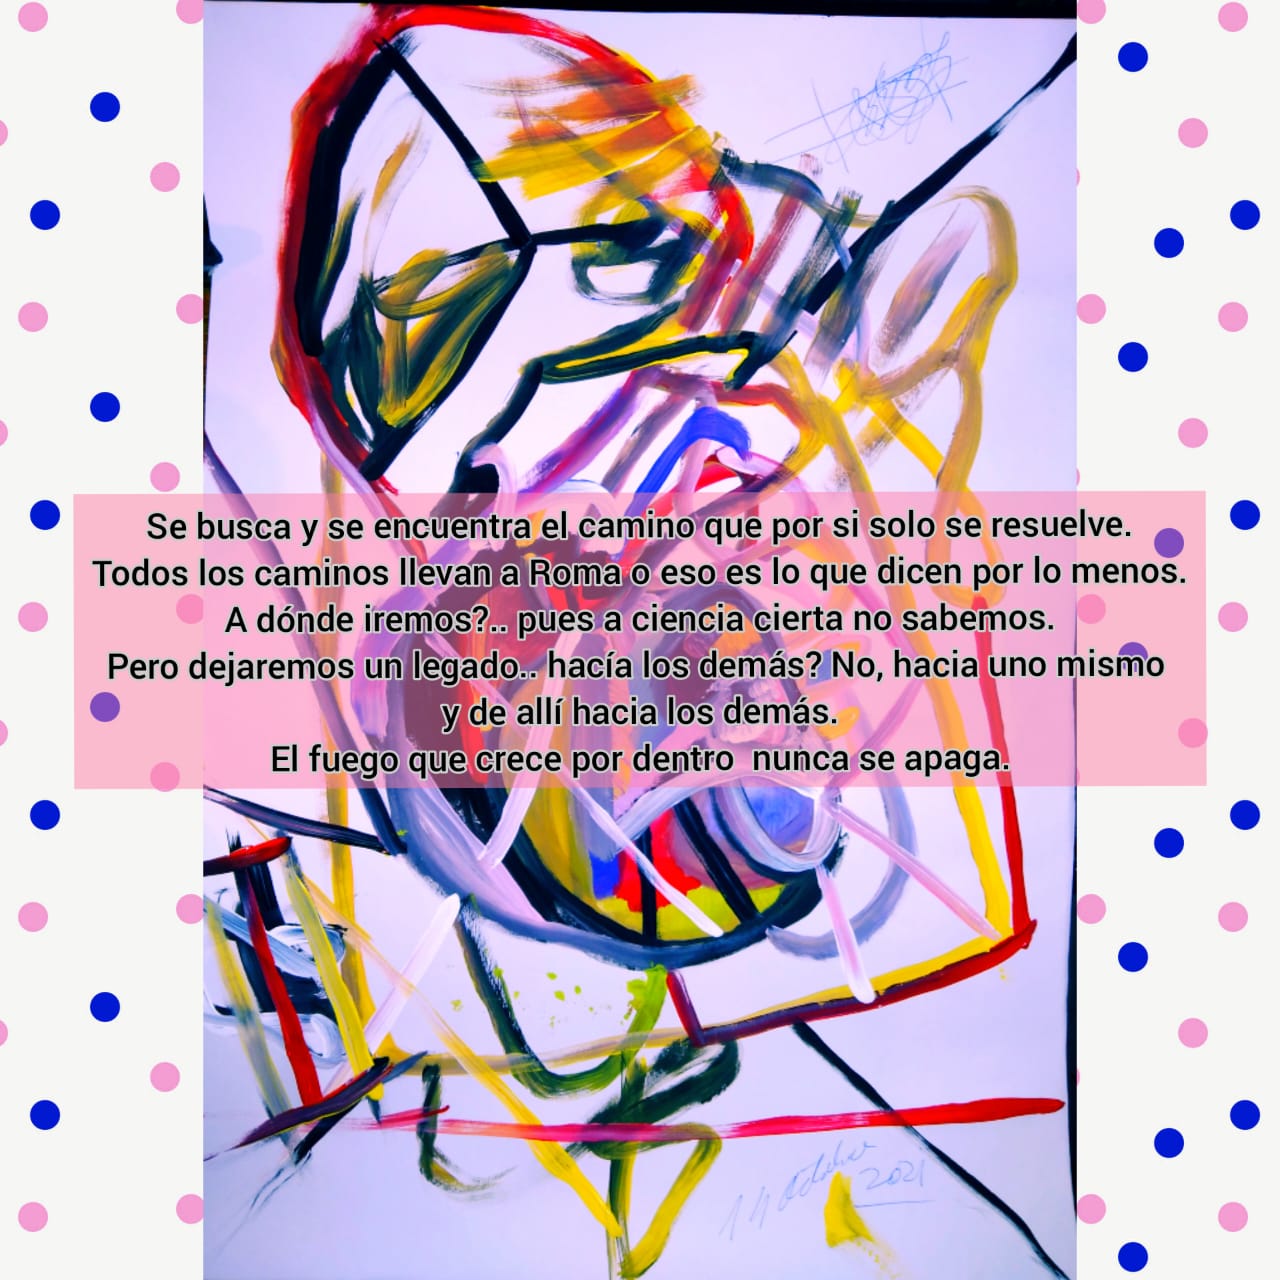 Se busca y se encuentra el camino que por si solo se resuelve.
Todos los caminos llevan a Roma o eso es lo que dicen por lo menos.
A dónde iremos?.. pues a ciencia cierta no sabemos.
Pero dejaremos un legado.. hacía los demás? No, hacia uno mismo
y de allí hacia los demás.
El fuego que crece por dentro  nunca se apaga.
14 Octubre
2021